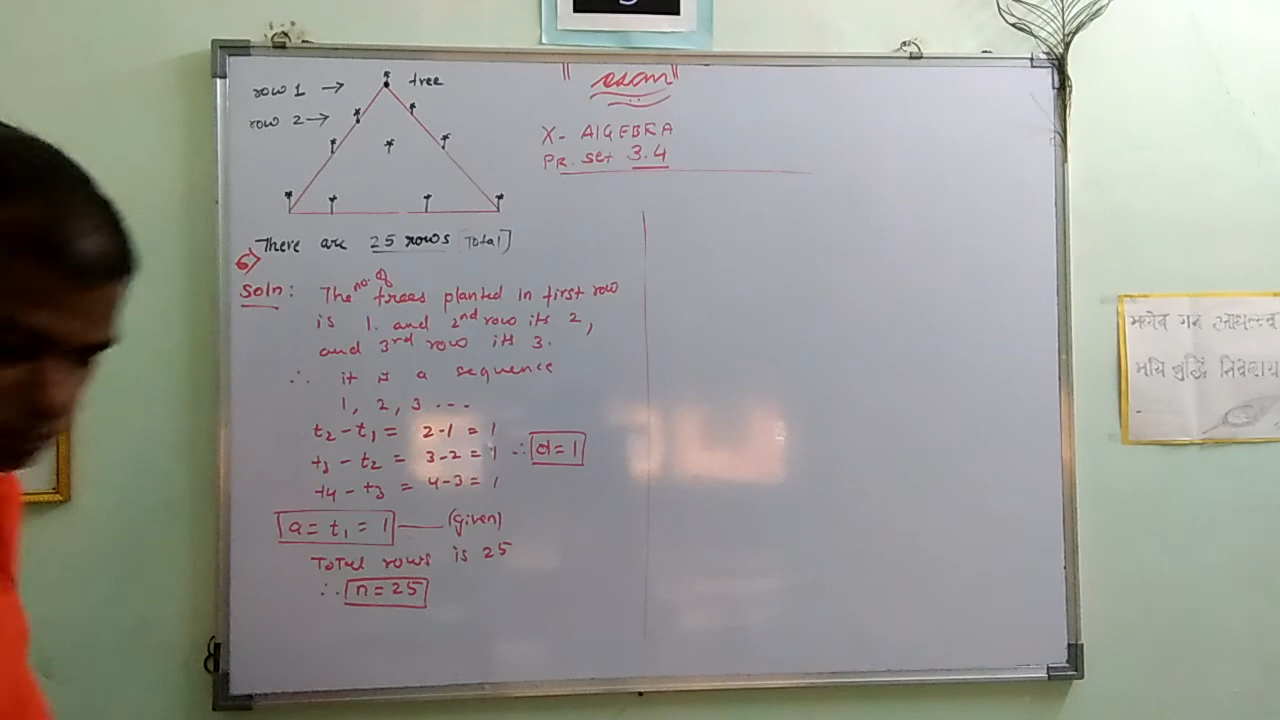 row 1 → tree
row 2 →
There are 25 rows [Total]
"exam"
X- AlGEBRA
PR. set 3.4
6)
Soln: The no. of trees planted in first row
is 1. and 2nd row its 2,
and 3rd row its 3.
∴ it is a sequence
1, 2, 3 ---
t2 - t1 = 2-1 = 1
t3 - t2 = 3-2 = 1 ∴ d=1
t4 - t3 = 4-3 = 1
a = t1 = 1 — (given)
Total rows is 25
∴ n=25